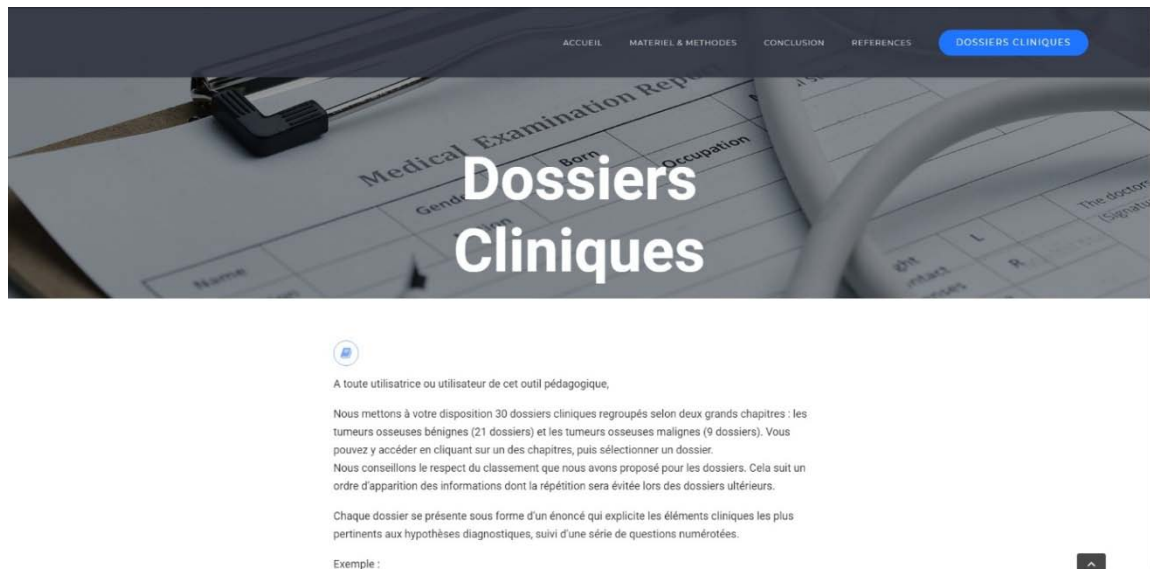 ACCUEIL MATERIEL & METHODES CONCLUSION REFERENCES DOSSIERS CLINIQUES
Medical Examination Report
Gender Born Occupation
Name
The doctors
(Signatu
L
R
Dossiers
Cliniques
A toute utilisatrice ou utilisateur de cet outil pédagogique,
Nous mettons à votre disposition 30 dossiers cliniques regroupés selon deux grands chapitres : les
tumeurs osseuses bénignes (21 dossiers) et les tumeurs osseuses malignes (9 dossiers). Vous
pouvez y accéder en cliquant sur un des chapitres, puis sélectionner un dossier.
Nous conseillons le respect du classement que nous avons proposé pour les dossiers. Cela suit un
ordre d'apparition des informations dont la répétition sera évitée lors des dossiers ultérieurs.
Chaque dossier se présente sous forme d'un énoncé qui explicite les éléments cliniques les plus
pertinents aux hypothèses diagnostiques, suivi d'une série de questions numérotées.
Exemple :